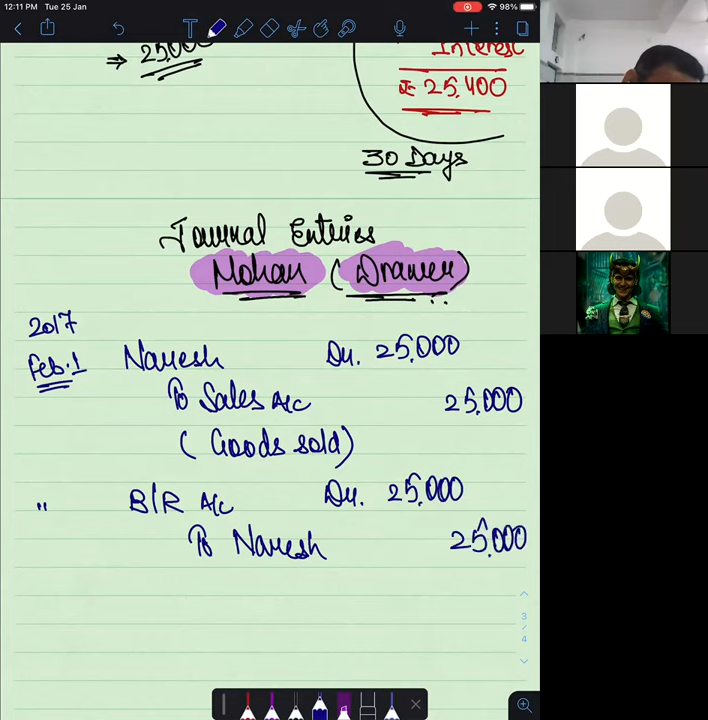 12:11 PM Tue 25 Jan
98%
⇒ 25,000
Interest
= 25,400
30 Days
Journal Entries
Mohan (Drawer)
2017
Feb.1 Naresh Dr. 25,000
To Sales A/c 25,000
(Goods sold)
" B/R A/c Dr. 25,000
To Naresh 25,000
3
/
4